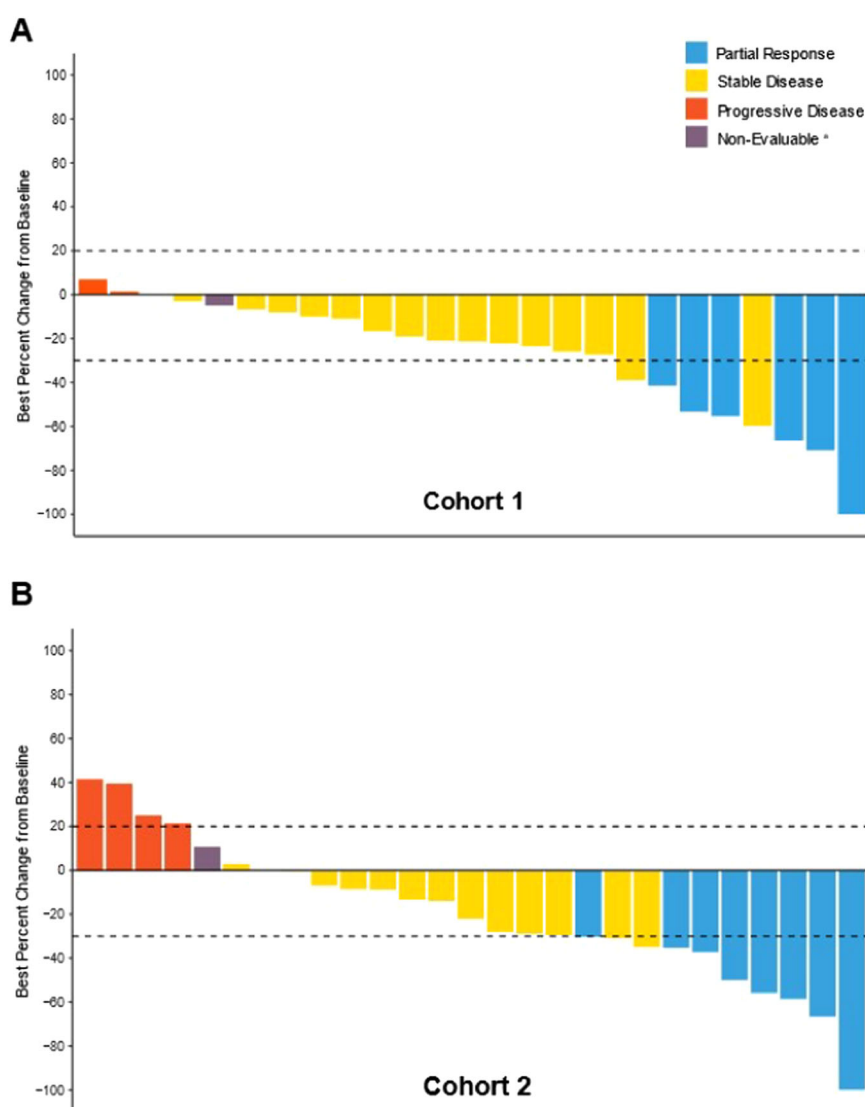 A
Partial Response
Stable Disease
Progressive Disease
Non-Evaluable *
Best Percent Change from Baseline
100
80
60
40
20
0
−20
−40
−60
−80
−100
Cohort 1
B
Best Percent Change from Baseline
100
80
60
40
20
0
−20
−40
−60
−80
−100
Cohort 2